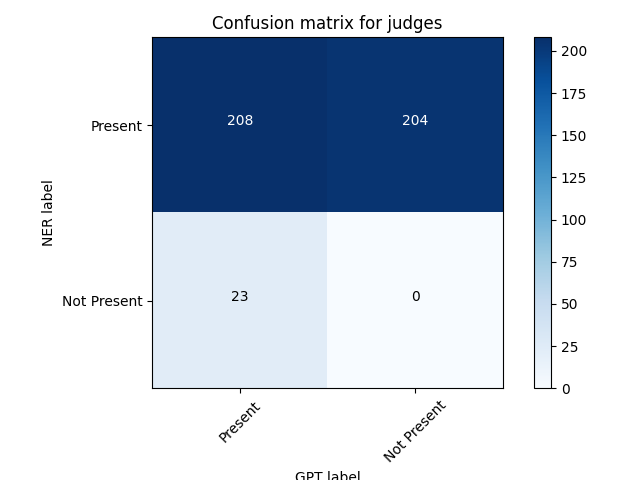 Confusion matrix for judges
Present
208
204
NER label
Not Present
23
0
Present
Not Present
GPT label
200
175
150
125
100
75
50
25
0